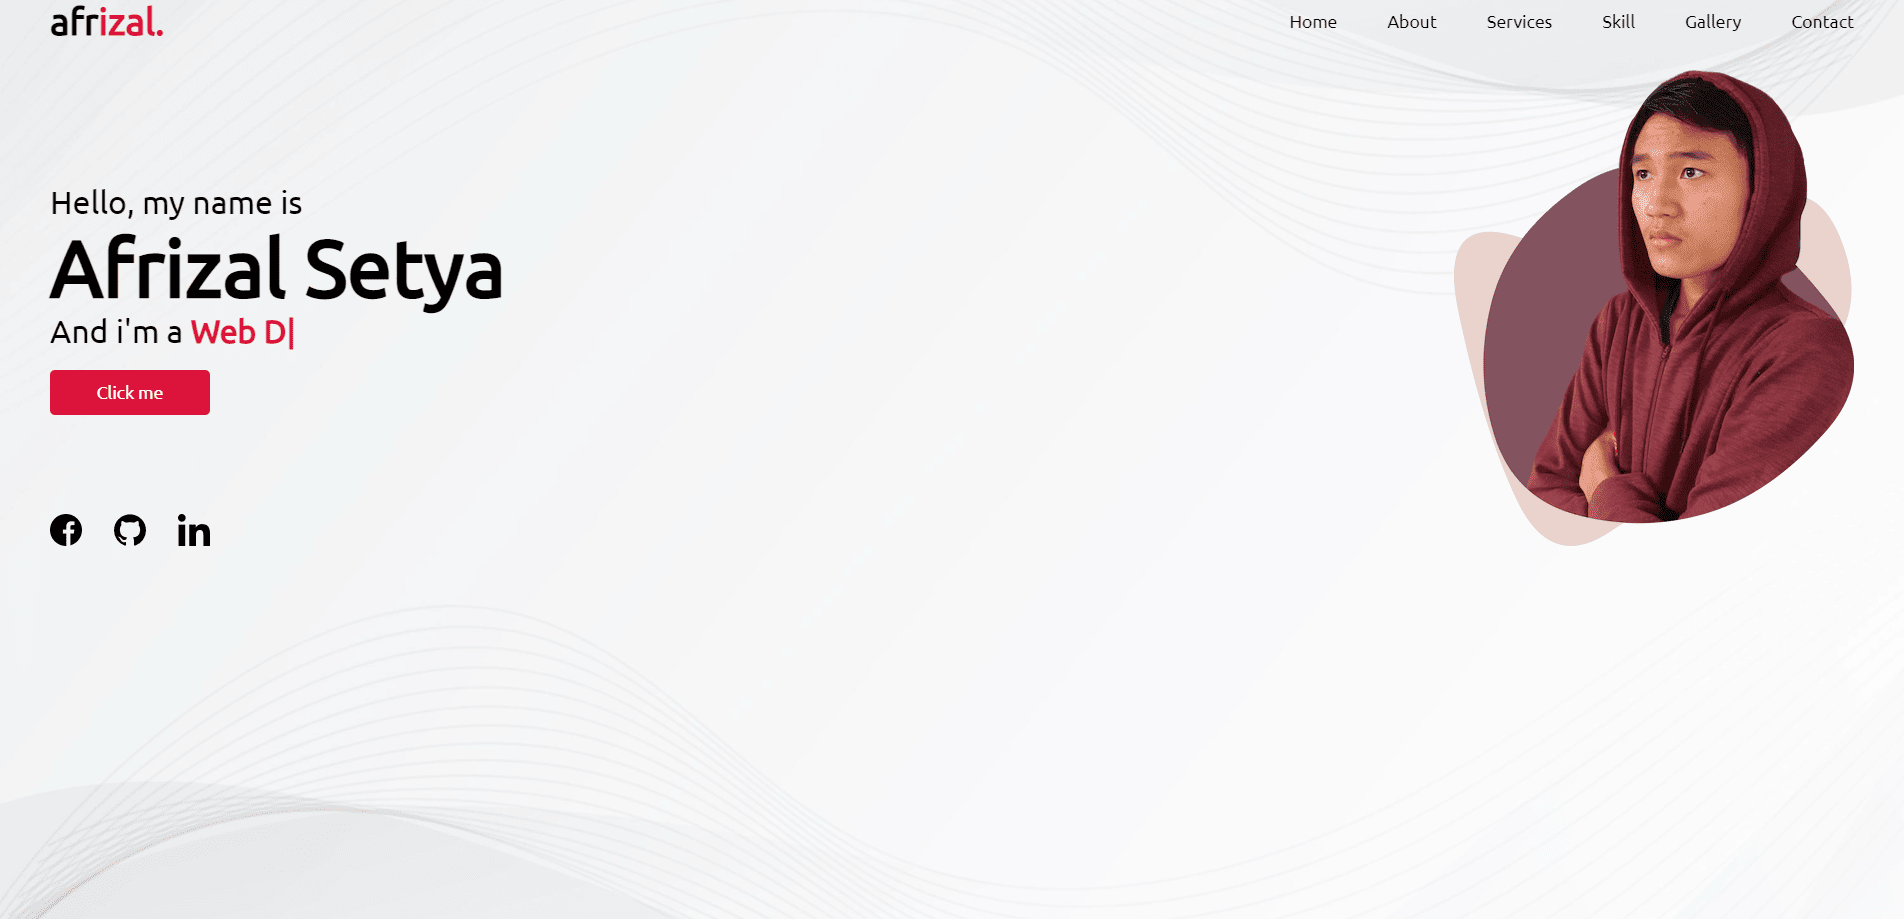 afrizal.
Home About Services Skill Gallery Contact
Hello, my name is
Afrizal Setya
And i'm a Web D|
Click me